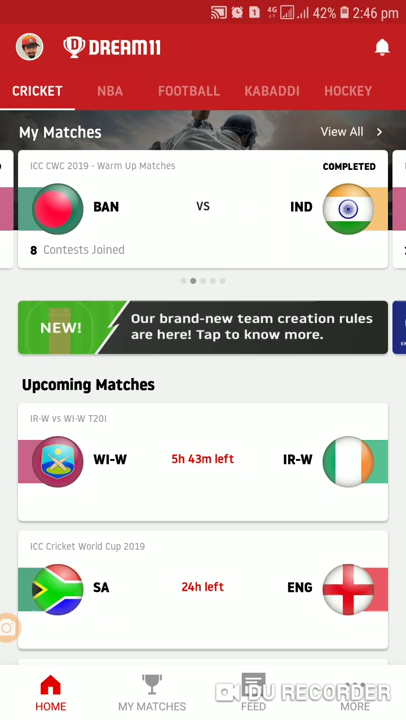 1 4G 42% 2:46 pm
DREAM11
CRICKET NBA FOOTBALL KABADDI HOCKEY
My Matches View All >
ICC CWC 2019 - Warm Up Matches COMPLETED
BAN VS IND
8 Contests Joined
NEW! Our brand-new team creation rules
are here! Tap to know more.
Upcoming Matches
IR-W vs WI-W T20I
WI-W 5h 43m left IR-W
ICC Cricket World Cup 2019
SA 24h left ENG
DU RECORDER
HOME MY MATCHES FEED MORE